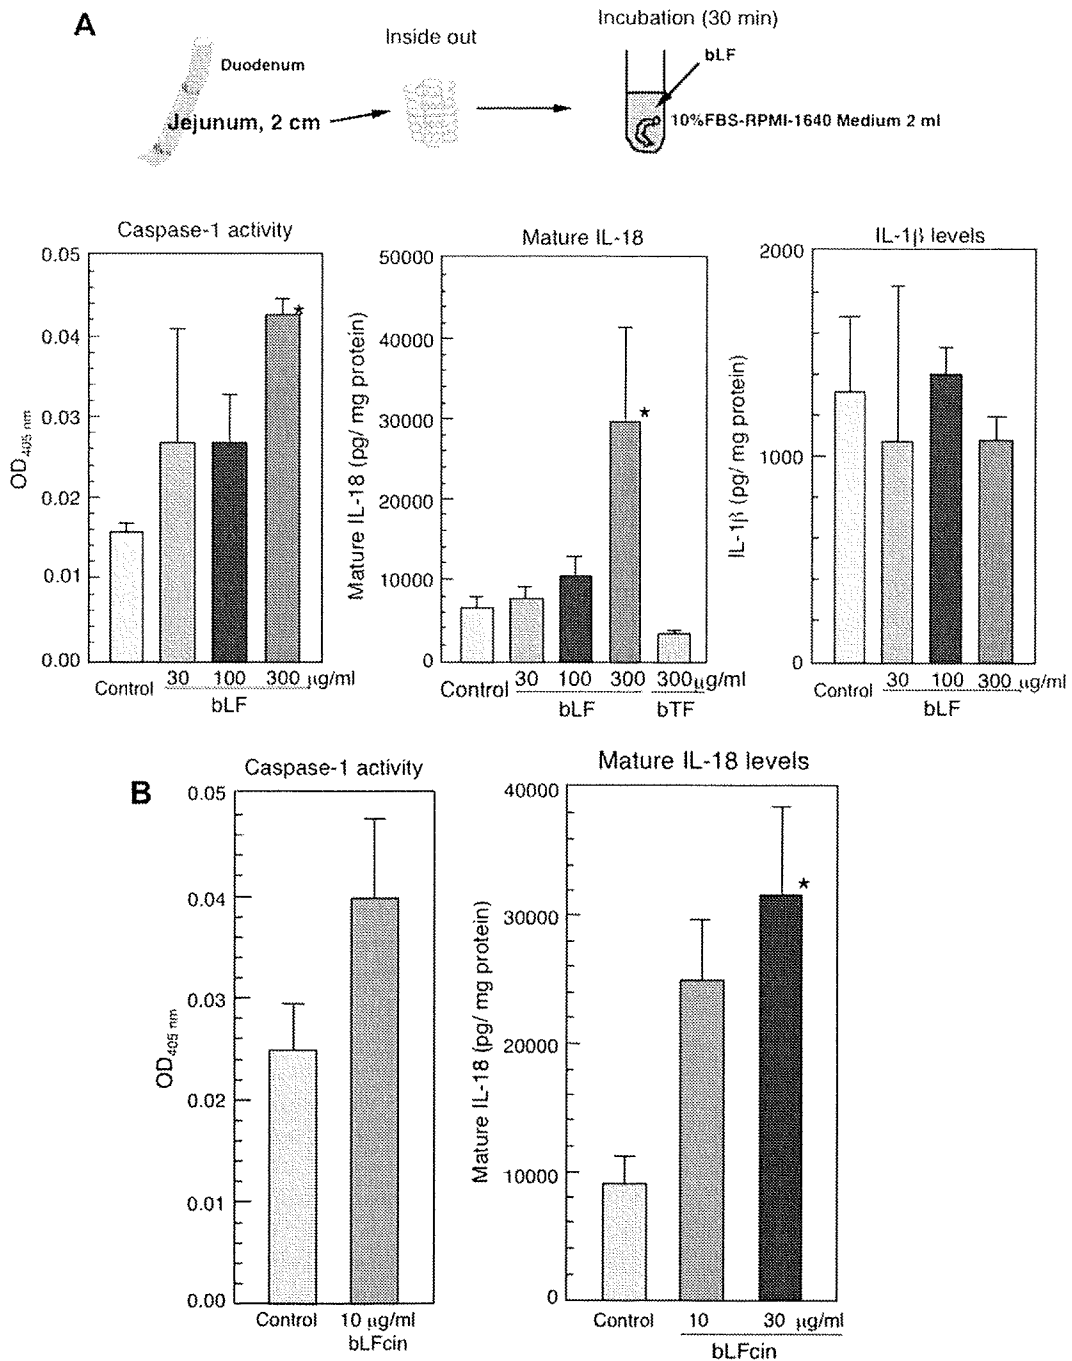 A
Incubation (30 min)
Inside out
bLF
Duodenum
Jejunum, 2 cm
10%FBS-RPMI-1640 Medium 2 ml
Caspase-1 activity
0.05
0.04
0.03
0.02
0.01
0.00
OD405 nm
Control
30
100
300 μg/ml
bLF
Mature IL-18
50000
40000
30000
20000
10000
0
Mature IL-18 (pg/ mg protein)
Control
30
100
300
300μg/ml
bLF
bTF
IL-1β levels
2000
1000
0
IL-1β (pg/ mg protein)
Control
30
100
300 μg/ml
bLF
B
Caspase-1 activity
0.05
0.04
0.03
0.02
0.01
0.00
OD405 nm
Control
10 μg/ml
bLFcin
Mature IL-18 levels
40000
30000
20000
10000
0
Mature IL-18 (pg/ mg protein)
Control
10
30 μg/ml
bLFcin